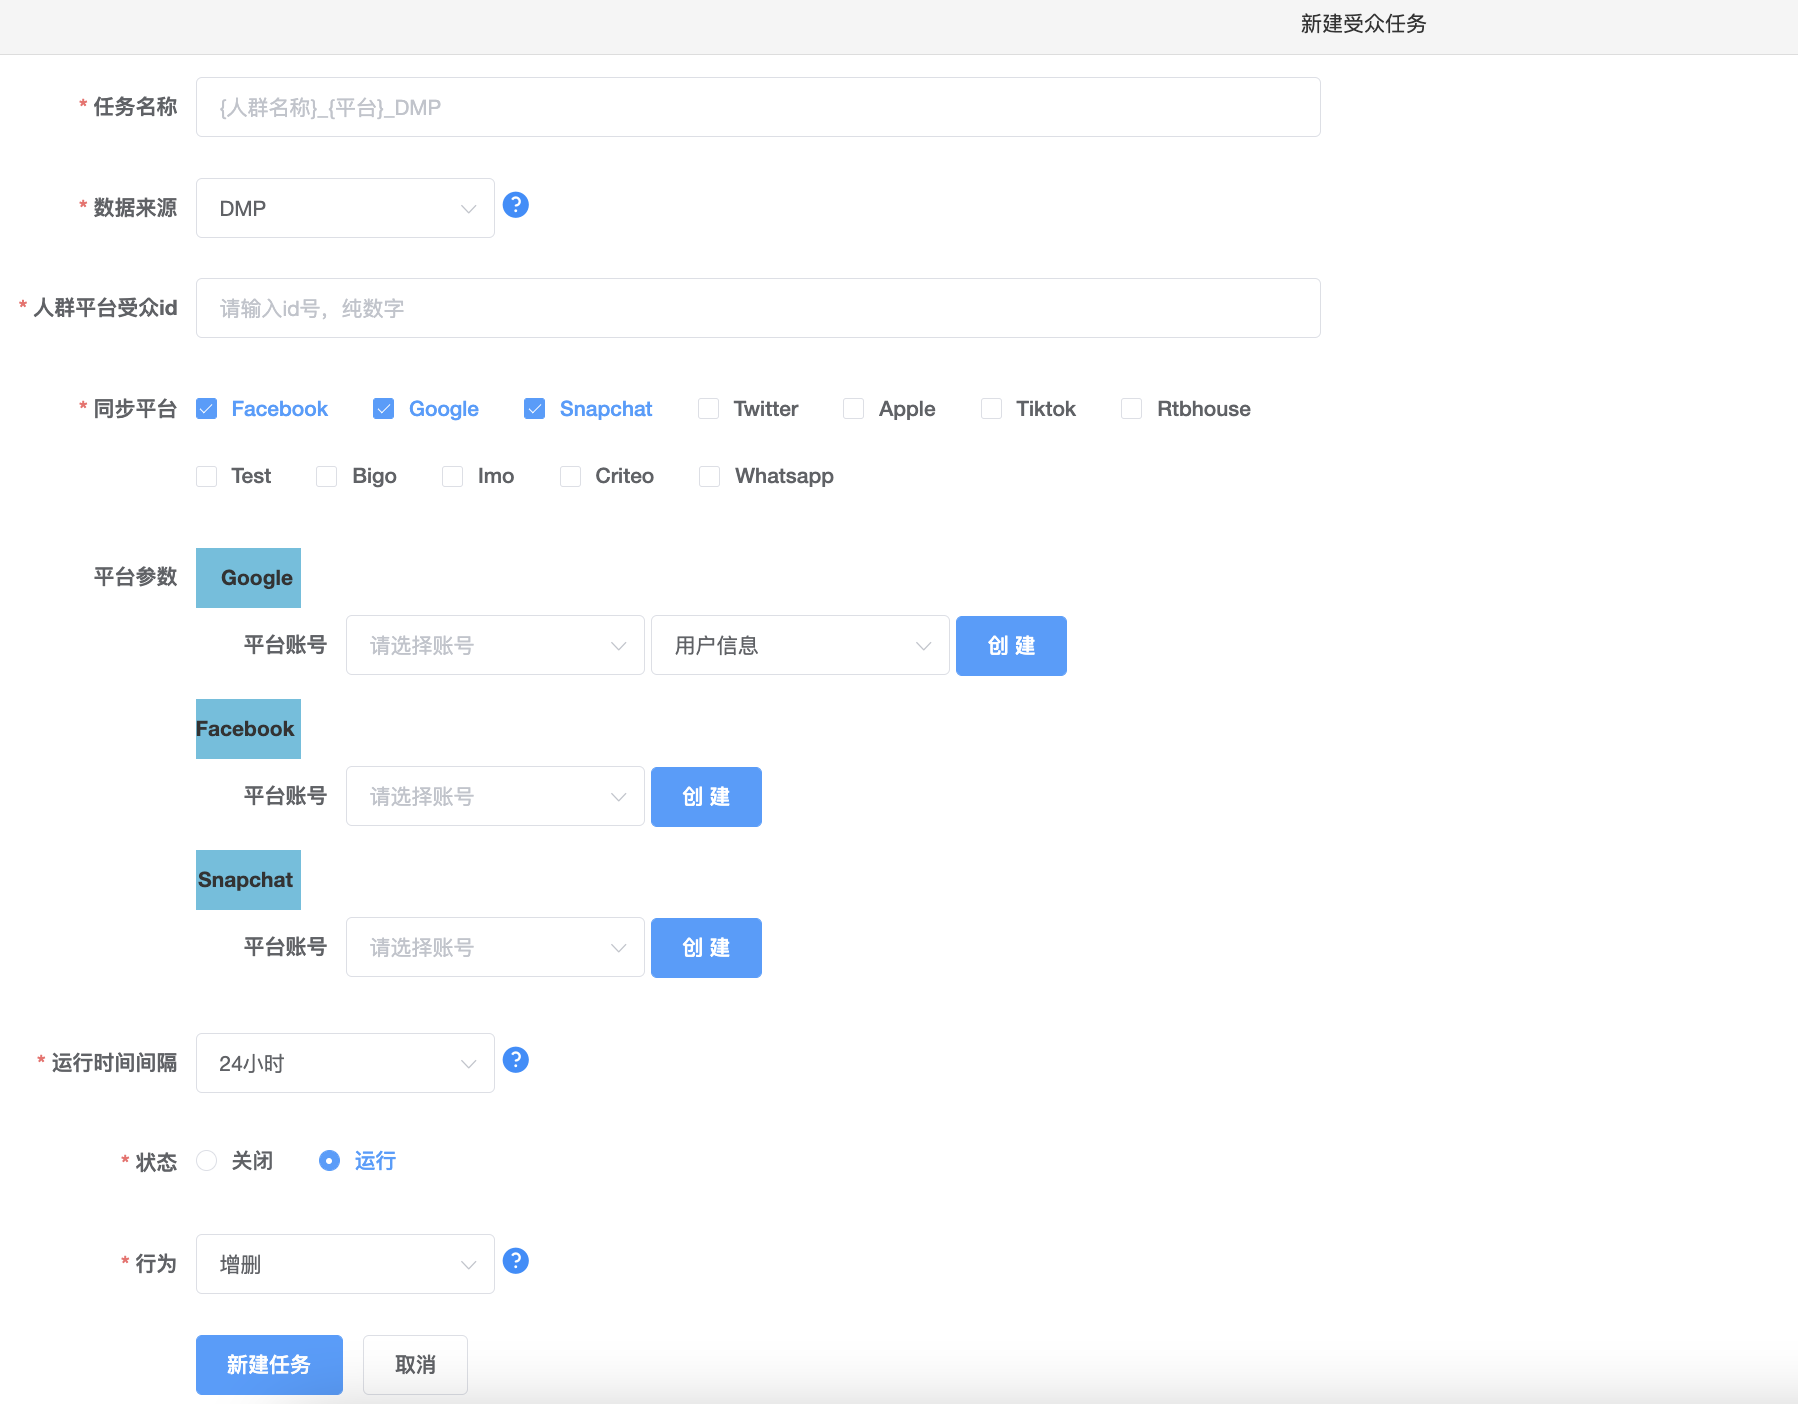 新建受众任务
* 任务名称 {人群名称}_{平台}_DMP
* 数据来源 DMP ?
* 人群平台受众id 请输入id号，纯数字
* 同步平台 Facebook Google Snapchat Twitter Apple Tiktok Rtbhouse
Test Bigo Imo Criteo Whatsapp
平台参数 Google
平台账号 请选择账号 用户信息 创 建
Facebook
平台账号 请选择账号 创 建
Snapchat
平台账号 请选择账号 创 建
* 运行时间间隔 24小时 ?
* 状态 关闭 运行
* 行为 增删 ?
新建任务 取消